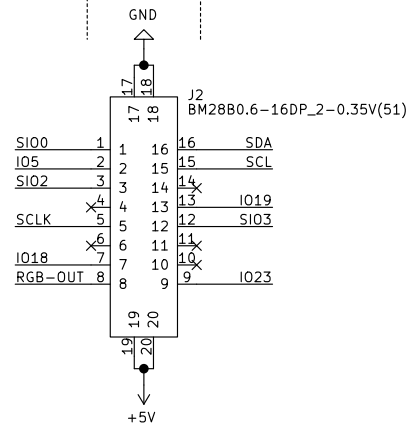 GND
17 18
J2
BM28B0.6-16DP_2-0.35V(51)
17 18
SIO0 1 1 16 16 SDA
IO5 2 2 15 15 SCL
SIO2 3 3 14 14
4 4 13 13 IO19
SCLK 5 5 12 12 SIO3
6 6 11 11
IO18 7 7 10 10
RGB-OUT 8 8 9 9 IO23
19 20
19 20
+5V